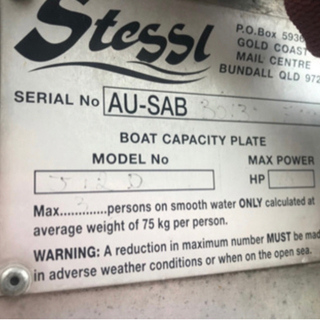 Stessl
P.O.Box 5936
GOLD COAST
MAIL CENTRE
BUNDALL QLD 972
SERIAL No AU-SAB
BOAT CAPACITY PLATE
MODEL No MAX POWER
HP
Max.............persons on smooth water ONLY calculated at
average weight of 75 kg per person.
WARNING: A reduction in maximum number MUST be mad
in adverse weather conditions or when on the open sea.